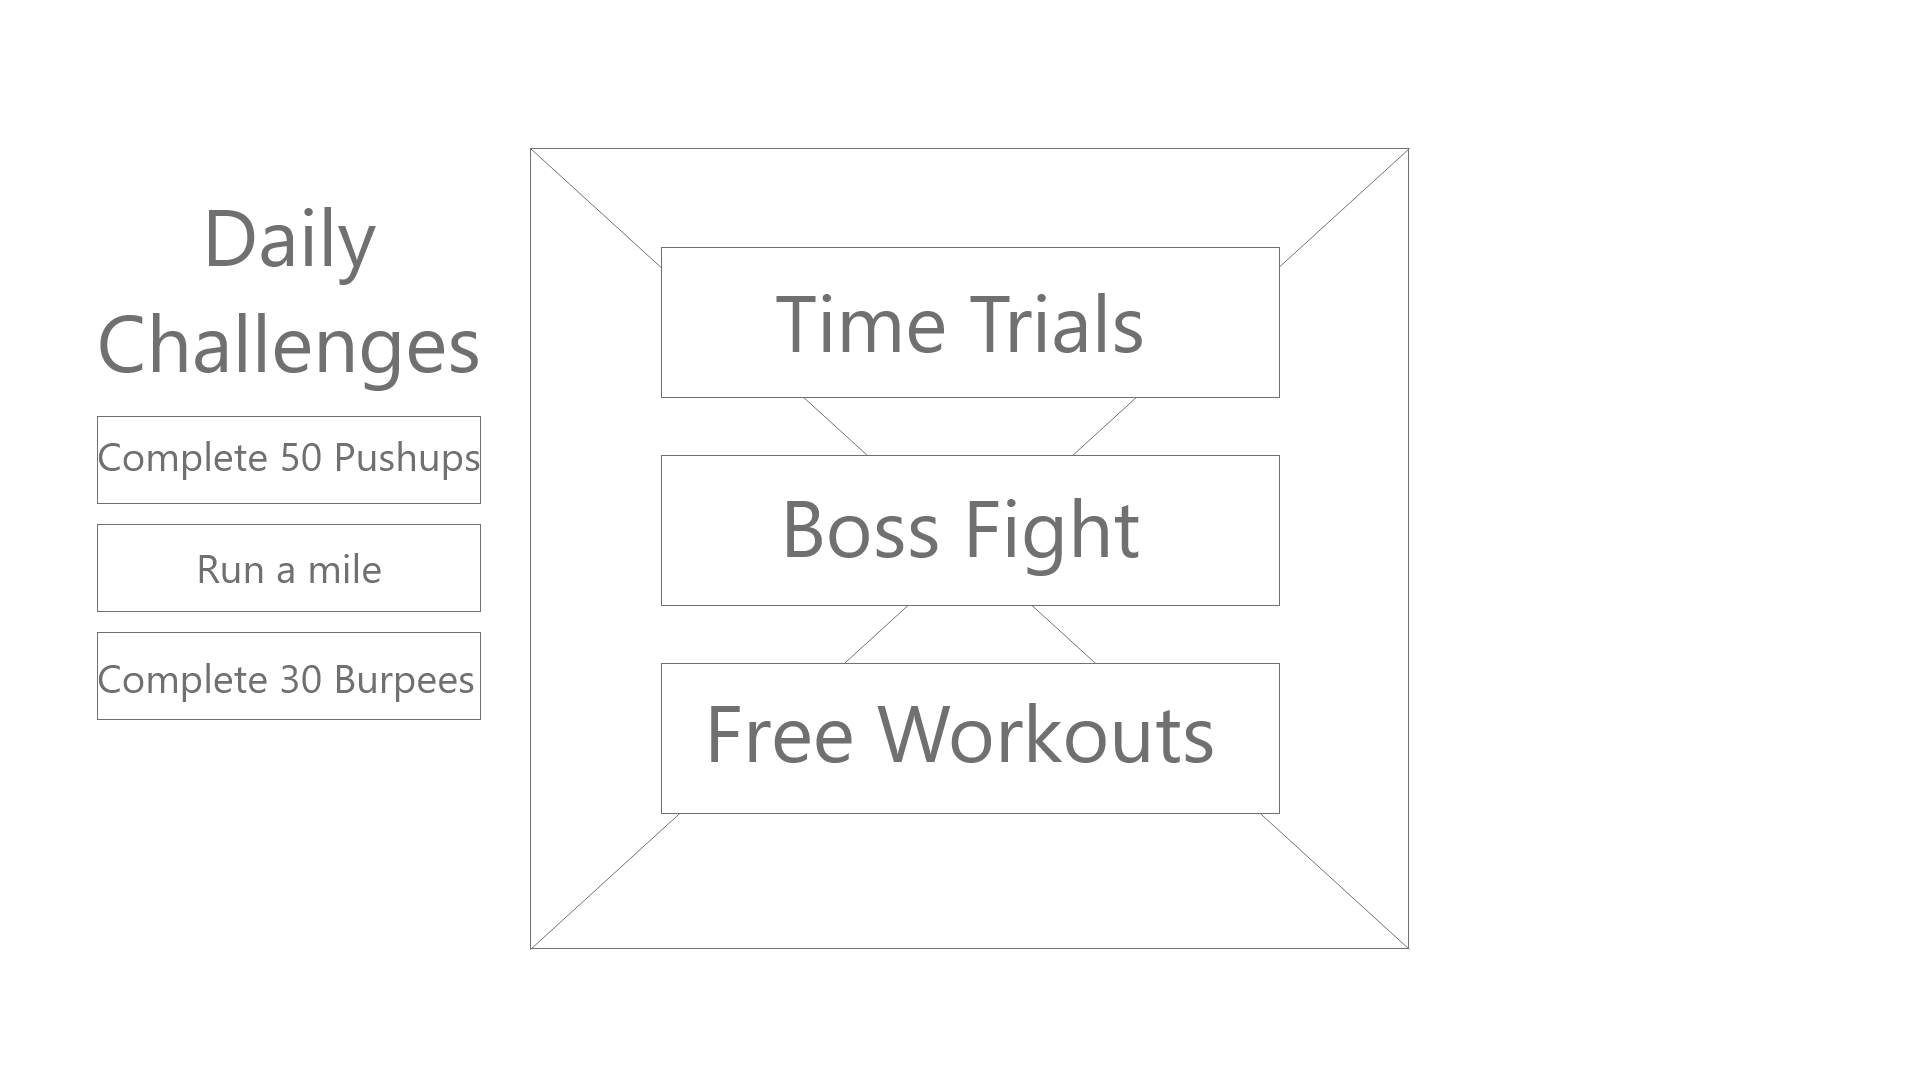 Daily
Challenges
Complete 50 Pushups
Run a mile
Complete 30 Burpees
Time Trials
Boss Fight
Free Workouts